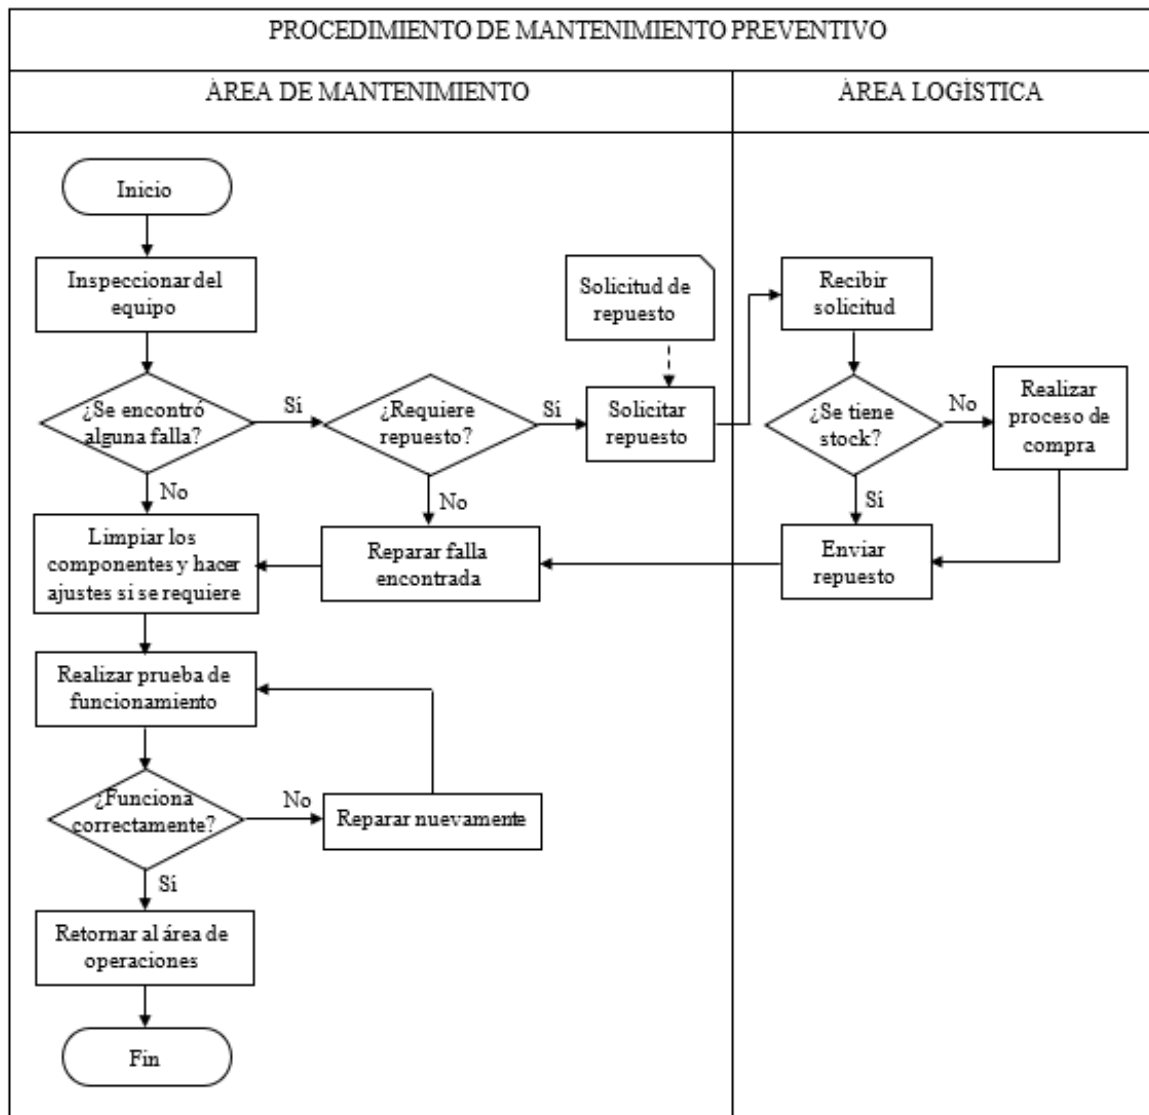 PROCEDIMIENTO DE MANTENIMIENTO PREVENTIVO
ÁREA DE MANTENIMIENTO
ÁREA LOGÍSTICA
Inicio
Inspeccionar del
equipo
¿Se encontró
alguna falla?
Sí
No
¿Requiere
repuesto?
Sí
No
Solicitud de
repuesto
Solicitar
repuesto
Recibir
solicitud
¿Se tiene
stock?
No
Sí
Realizar
proceso de
compra
Enviar
repuesto
Reparar falla
encontrada
Limpiar los
componentes y hacer
ajustes si se requiere
Realizar prueba de
funcionamiento
¿Funciona
correctamente?
No
Reparar nuevamente
Sí
Retornar al área de
operaciones
Fin